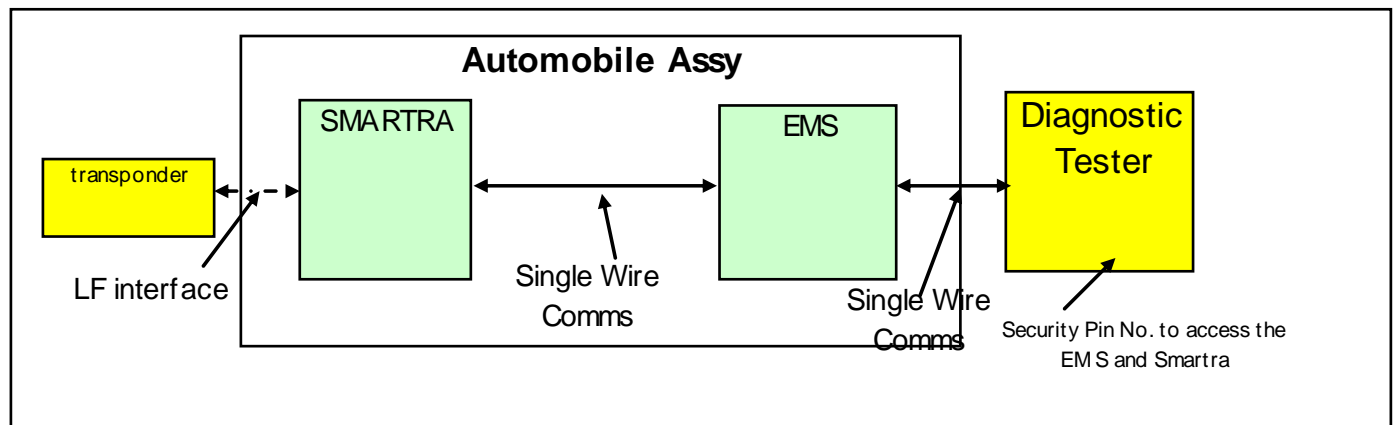 Automobile Assy
SMARTRA
EMS
Diagnostic
Tester
transponder
LF interface
Single Wire
Comms
Single Wire
Comms
Security Pin No. to access the
EMS and Smartra